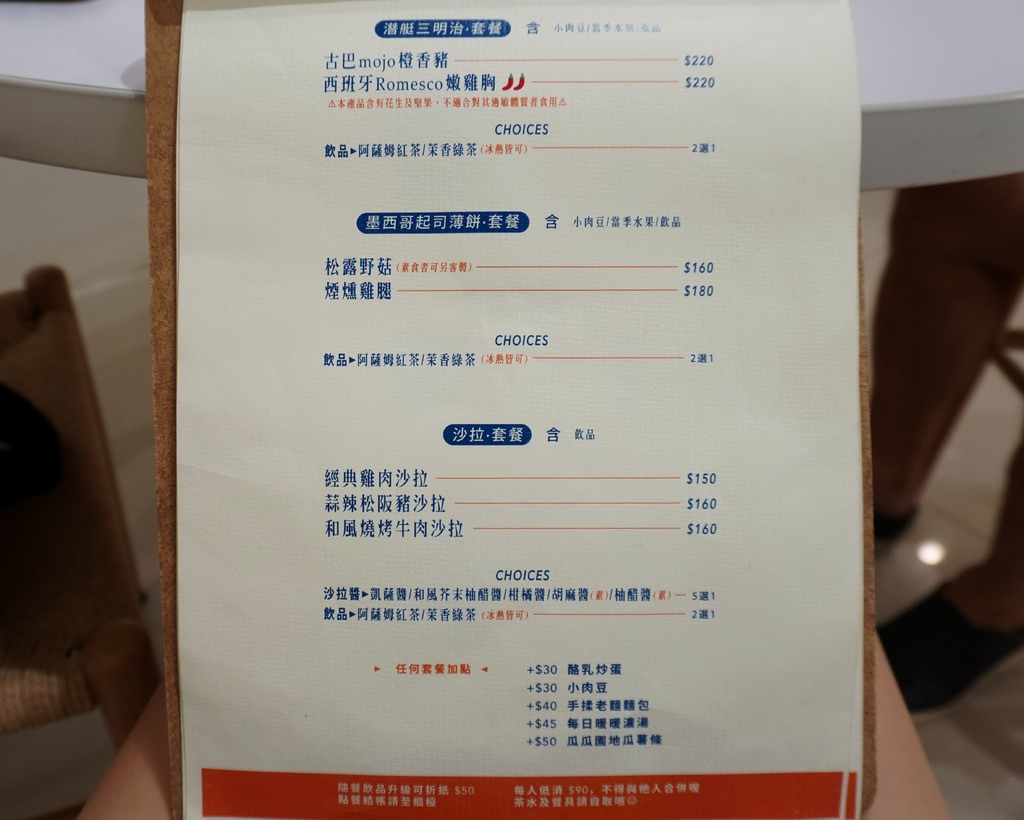 潛艇三明治·套餐 含 小肉豆/當季水果/飲品
古巴mojo橙香豬 $220
西班牙Romesco嫩雞胸 $220
⚠本產品含有花生及堅果，不適合對其過敏體質者食用⚠
CHOICES
飲品▶阿薩姆紅茶/茉香綠茶(冰熱皆可) 2選1
墨西哥起司薄餅·套餐 含 小肉豆/當季水果/飲品
松露野菇(素食者可另客製) $160
煙燻雞腿 $180
CHOICES
飲品▶阿薩姆紅茶/茉香綠茶(冰熱皆可) 2選1
沙拉·套餐 含 飲品
經典雞肉沙拉 $150
蒜辣松阪豬沙拉 $160
和風燒烤牛肉沙拉 $160
CHOICES
沙拉醬▶凱薩醬/和風芥末柚醋醬/柑橘醬/胡麻醬(素)/柚醋醬(素) 5選1
飲品▶阿薩姆紅茶/茉香綠茶(冰熱皆可) 2選1
▶ 任何套餐加點 ◀
+$30 酪乳炒蛋
+$30 小肉豆
+$40 手揉老麵麵包
+$45 每日暖暖濃湯
+$50 瓜瓜園地瓜薯條
隨餐飲品升級可折抵 $50
點餐結帳請至櫃檯
每人低消 $90，不得與他人合併喔
茶水及餐具請自取哦☺